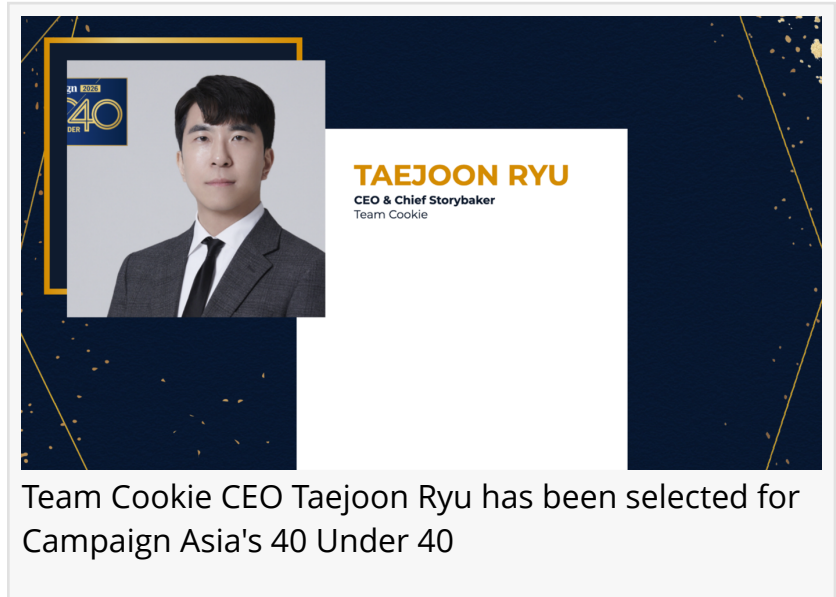 gn 2026
40
DER
TAEJOON RYU
CEO & Chief Storybaker
Team Cookie
Team Cookie CEO Taejoon Ryu has been selected for
Campaign Asia's 40 Under 40